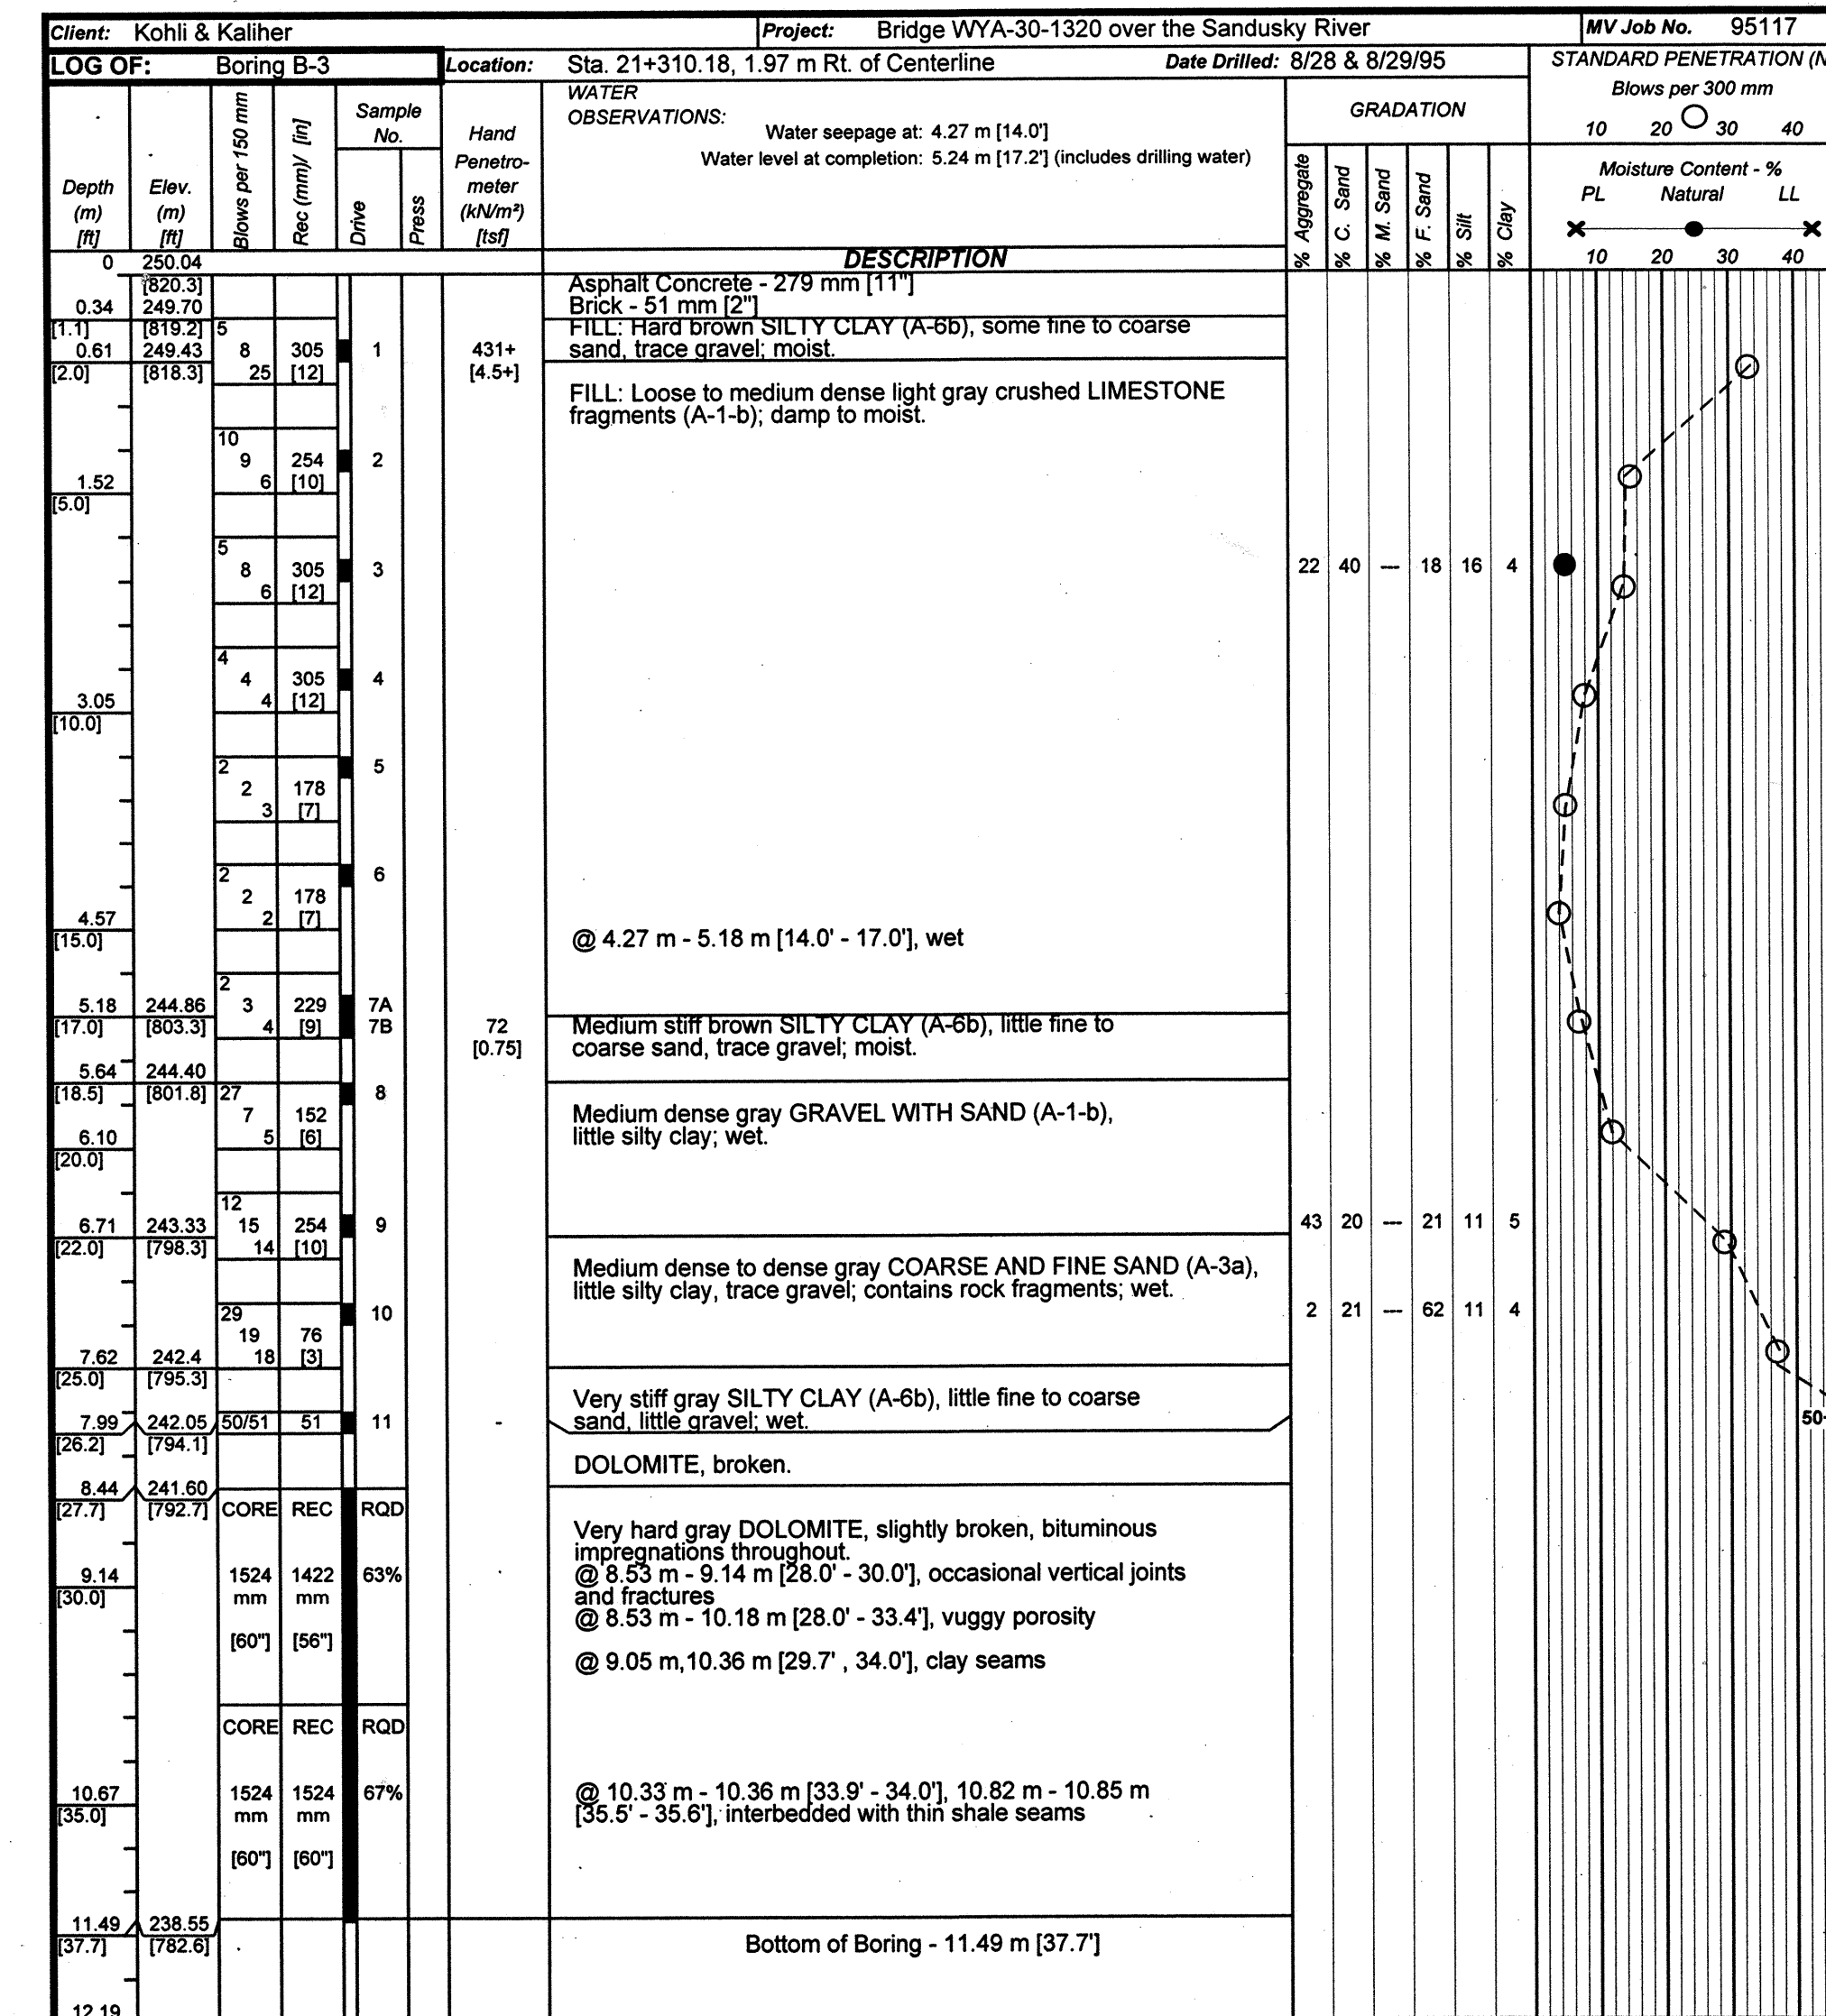 Client: Kohli & Kaliher Project: Bridge WYA-30-1320 over the Sandusky River MV Job No. 95117
LOG OF: Boring B-3 Location: Sta. 21+310.18, 1.97 m Rt. of Centerline Date Drilled: 8/28 & 8/29/95 STANDARD PENETRATION (N
Depth (m) [ft]
Elev. (m) [ft]
Blows per 150 mm
Rec (mm)/ [in]
Sample No.
Drive
Press
Hand Penetro-meter (kN/m²) [tsf]
WATER
OBSERVATIONS:
Water seepage at: 4.27 m [14.0']
Water level at completion: 5.24 m [17.2'] (includes drilling water)
DESCRIPTION
GRADATION
% Aggregate
% C. Sand
% M. Sand
% F. Sand
% Silt
% Clay
Blows per 300 mm
10 20 30 40
Moisture Content - %
PL Natural LL
10 20 30 40
0 250.04
[820.3] Asphalt Concrete - 279 mm [11"]
0.34 249.70 Brick - 51 mm [2"]
[1.1] [819.2] 5 FILL: Hard brown SILTY CLAY (A-6b), some fine to coarse
0.61 249.43 8 305 1 431+ sand, trace gravel; moist.
[2.0] [818.3] 25 [12] [4.5+]
FILL: Loose to medium dense light gray crushed LIMESTONE
fragments (A-1-b); damp to moist.
10
9 254 2
1.52 6 [10]
[5.0]
5
8 305 3 22 40 --- 18 16 4
6 [12]
4
4 305 4
3.05 4 [12]
[10.0]
2 5
2 178
3 [7]
2 6
2 178
4.57 2 [7]
[15.0] @ 4.27 m - 5.18 m [14.0' - 17.0'], wet
2
5.18 244.86 3 229 7A
[17.0] [803.3] 4 [9] 7B 72 Medium stiff brown SILTY CLAY (A-6b), little fine to
[0.75] coarse sand, trace gravel; moist.
5.64 244.40
[18.5] [801.8] 27 8
7 152 Medium dense gray GRAVEL WITH SAND (A-1-b),
6.10 5 [6] little silty clay; wet.
[20.0]
12
6.71 243.33 15 254 9 43 20 --- 21 11 5
[22.0] [798.3] 14 [10]
Medium dense to dense gray COARSE AND FINE SAND (A-3a),
little silty clay, trace gravel; contains rock fragments; wet.
29 10 2 21 --- 62 11 4
19 76
7.62 242.4 18 [3]
[25.0] [795.3]
Very stiff gray SILTY CLAY (A-6b), little fine to coarse
7.99 242.05 50/51 51 11 - sand, little gravel; wet. 50
[26.2] [794.1]
DOLOMITE, broken.
8.44 241.60
[27.7] [792.7] CORE REC RQD
Very hard gray DOLOMITE, slightly broken, bituminous
impregnations throughout.
9.14 1524 1422 63% @ 8.53 m - 9.14 m [28.0' - 30.0'], occasional vertical joints
[30.0] mm mm and fractures
@ 8.53 m - 10.18 m [28.0' - 33.4'], vuggy porosity
[60"] [56"]
@ 9.05 m,10.36 m [29.7' , 34.0'], clay seams
CORE REC RQD
10.67 1524 1524 67% @ 10.33 m - 10.36 m [33.9' - 34.0'], 10.82 m - 10.85 m
[35.0] mm mm [35.5' - 35.6'], interbedded with thin shale seams
[60"] [60"]
11.49 238.55
[37.7] [782.6] Bottom of Boring - 11.49 m [37.7']
12.19